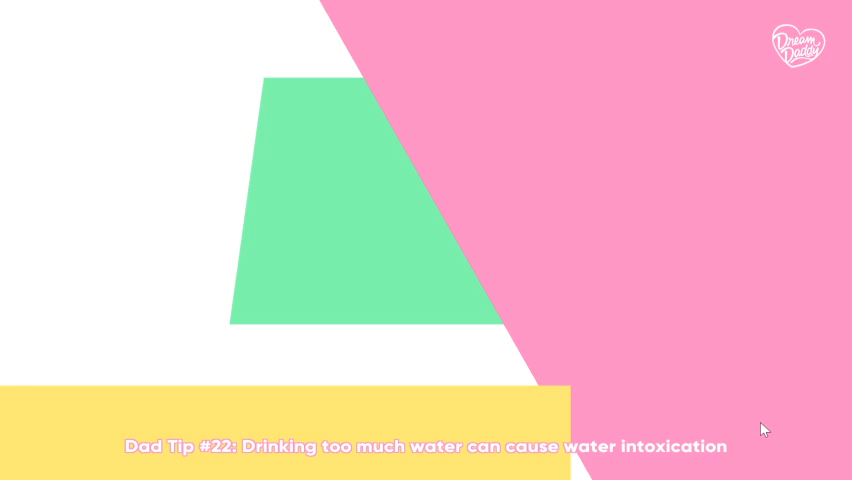 Dream
Daddy
Dad Tip #22: Drinking too much water can cause water intoxication